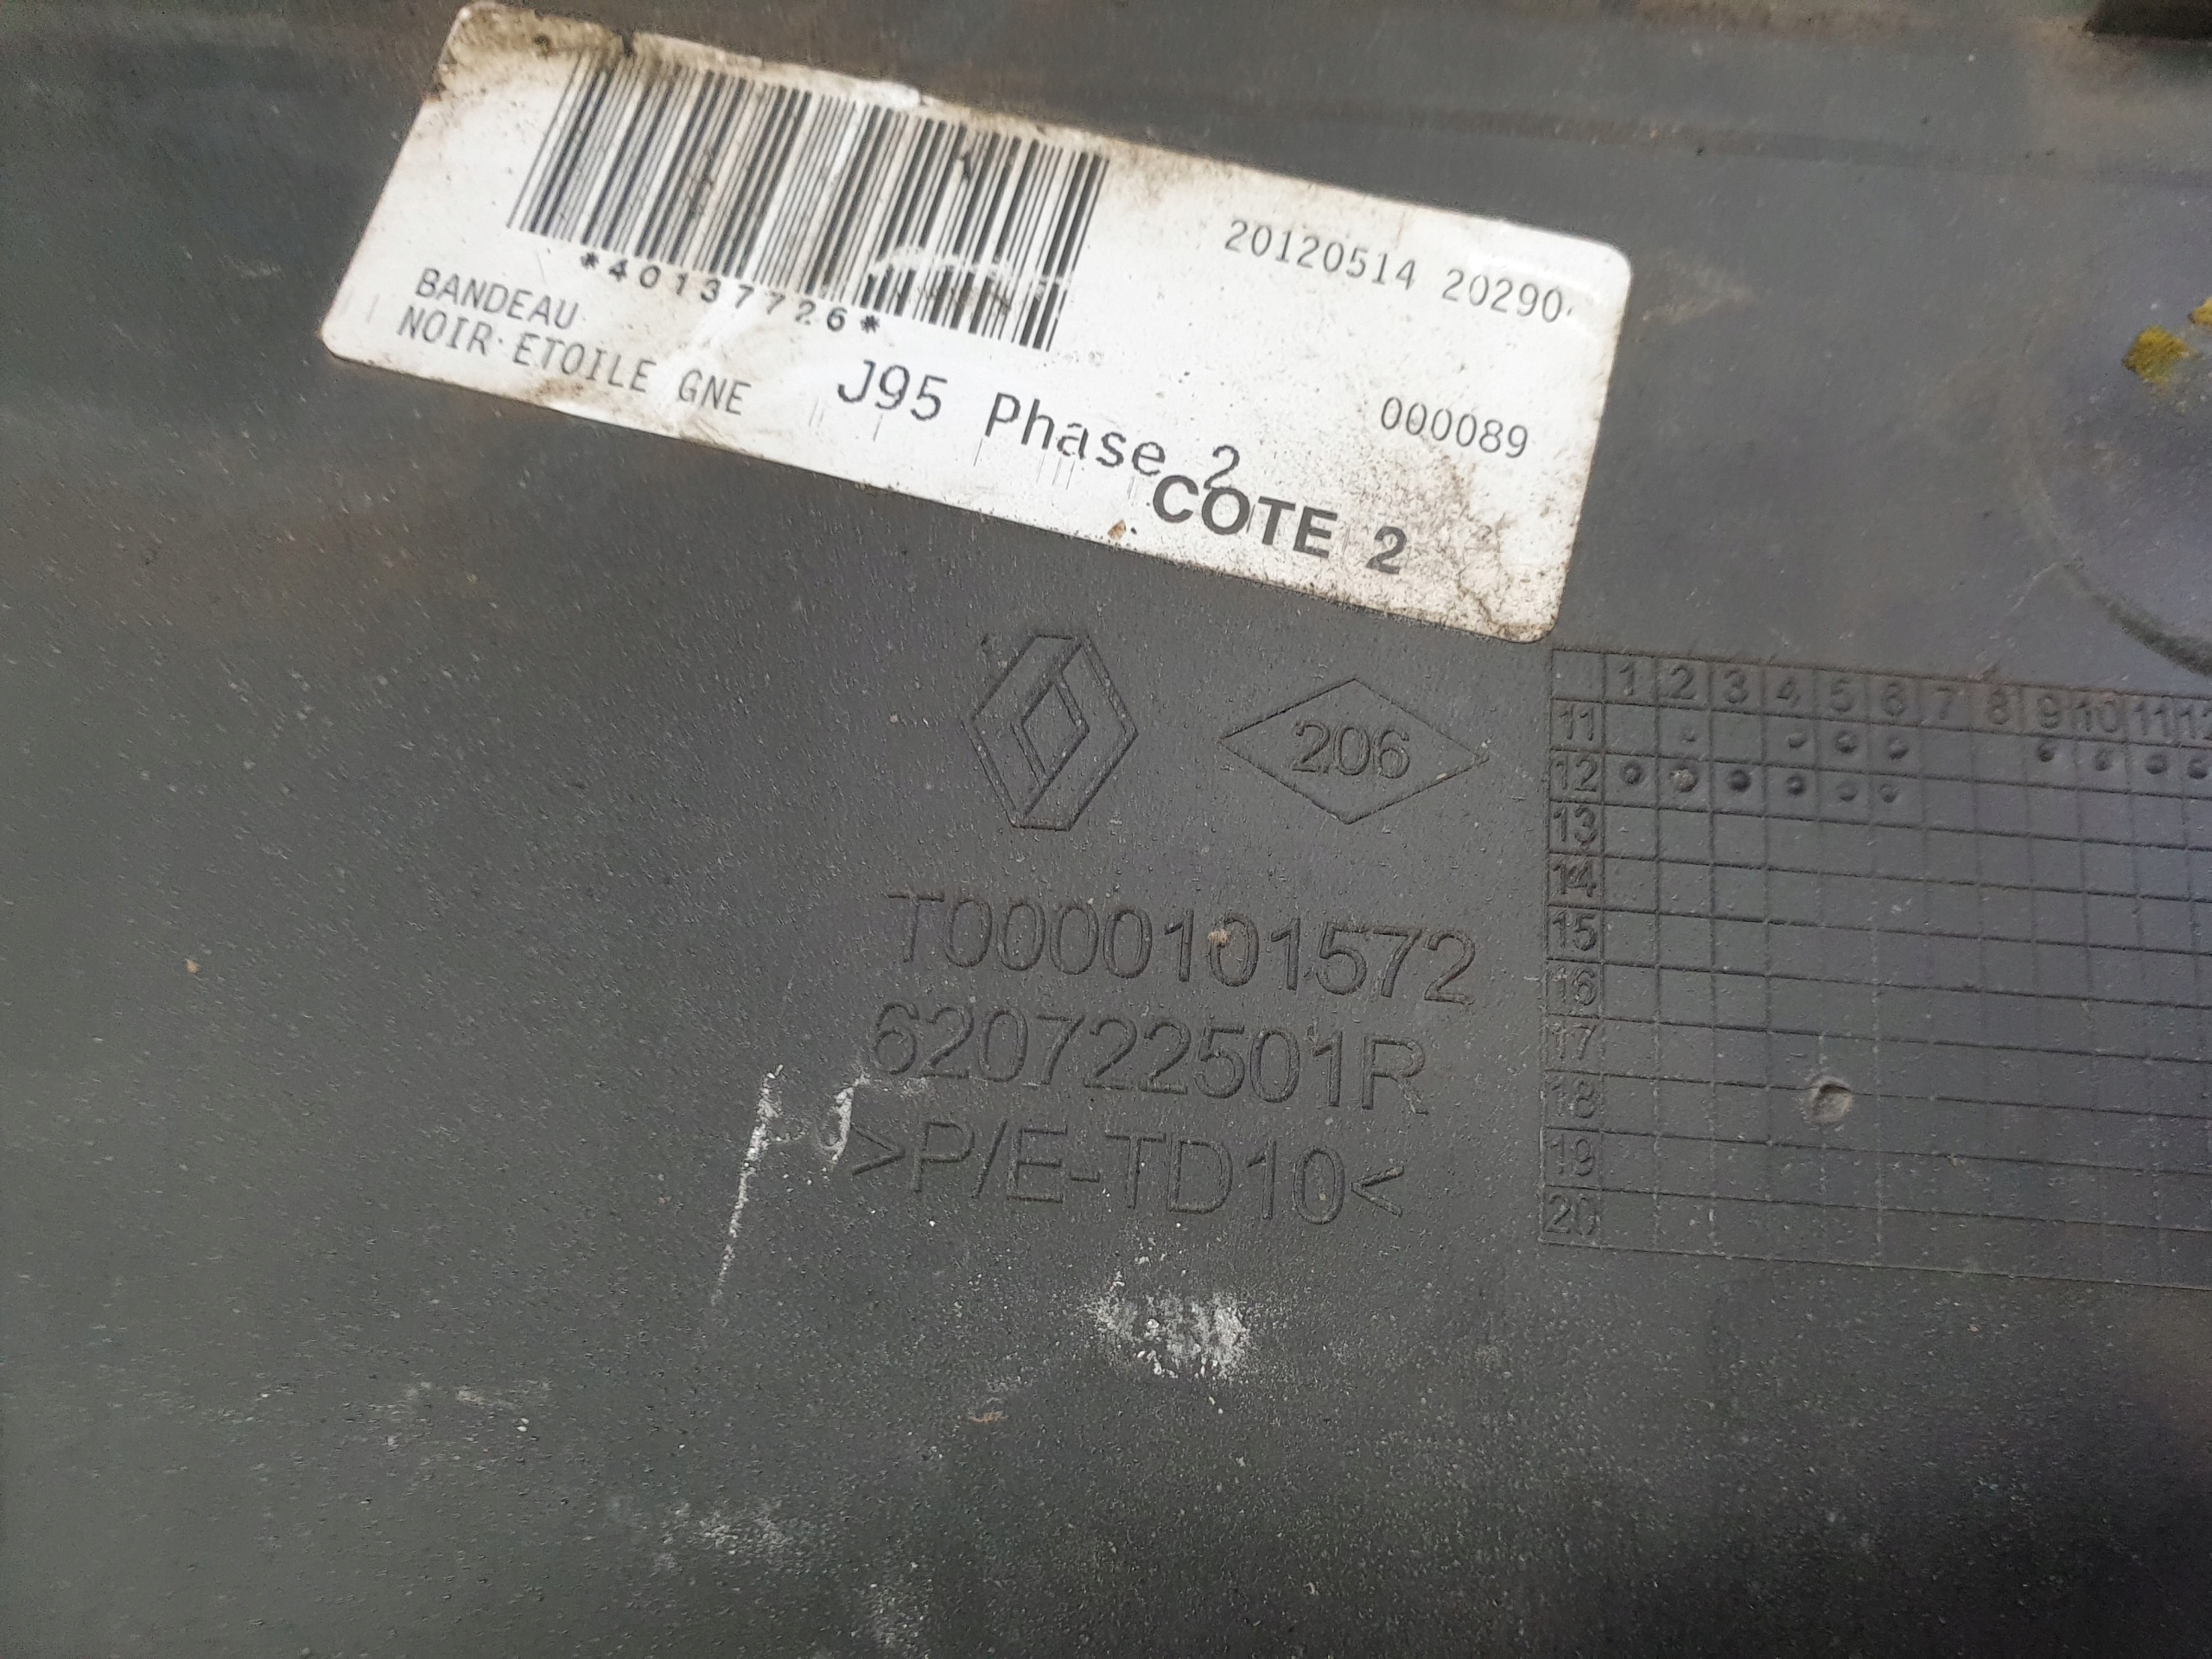 *40137726*
20120514 20290
BANDEAU
NOIR ETOILE GNE
J95 Phase 2
000089
COTE 2
206
T0000101572
620722501R
>P/E-TD10<
1 2 3 4 5 6 7 8 9 10 11 12
11
12
13
14
15
16
17
18
19
20